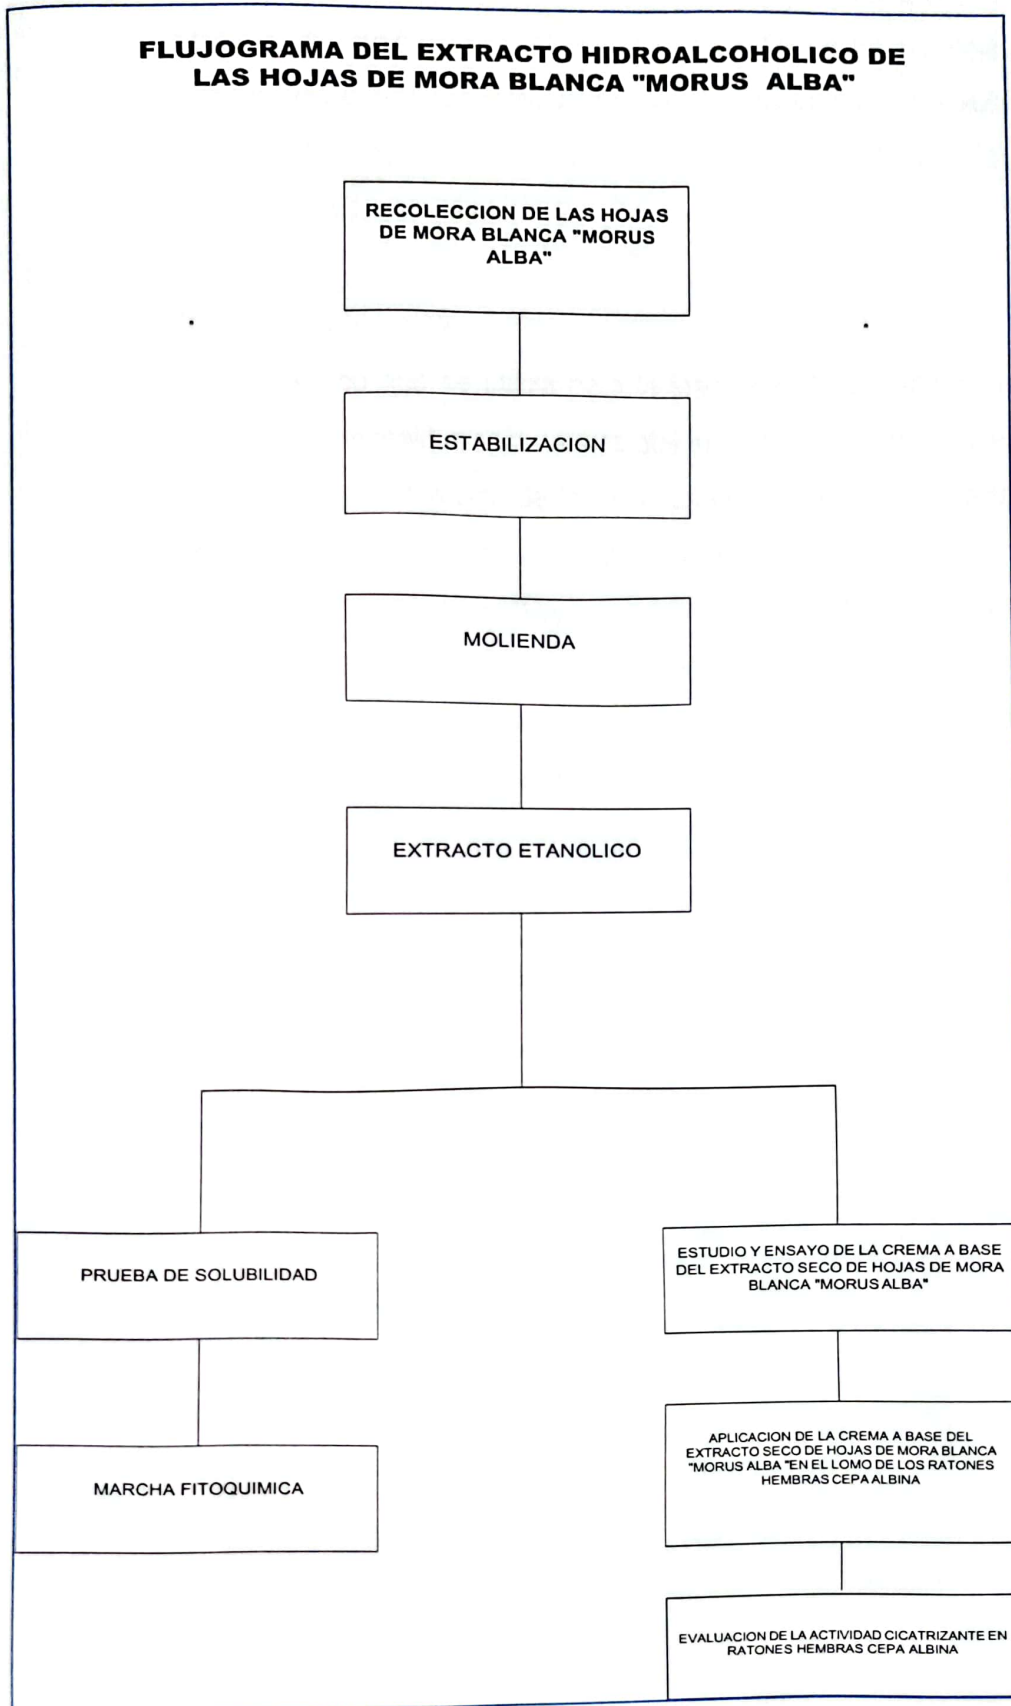 FLUJOGRAMA DEL EXTRACTO HIDROALCOHOLICO DE
LAS HOJAS DE MORA BLANCA "MORUS ALBA"
RECOLECCION DE LAS HOJAS
DE MORA BLANCA "MORUS
ALBA"
ESTABILIZACION
MOLIENDA
EXTRACTO ETANOLICO
PRUEBA DE SOLUBILIDAD
MARCHA FITOQUIMICA
ESTUDIO Y ENSAYO DE LA CREMA A BASE
DEL EXTRACTO SECO DE HOJAS DE MORA
BLANCA "MORUS ALBA"
APLICACION DE LA CREMA A BASE DEL
EXTRACTO SECO DE HOJAS DE MORA BLANCA
"MORUS ALBA "EN EL LOMO DE LOS RATONES
HEMBRAS CEPA ALBINA
EVALUACION DE LA ACTIVIDAD CICATRIZANTE EN
RATONES HEMBRAS CEPA ALBINA